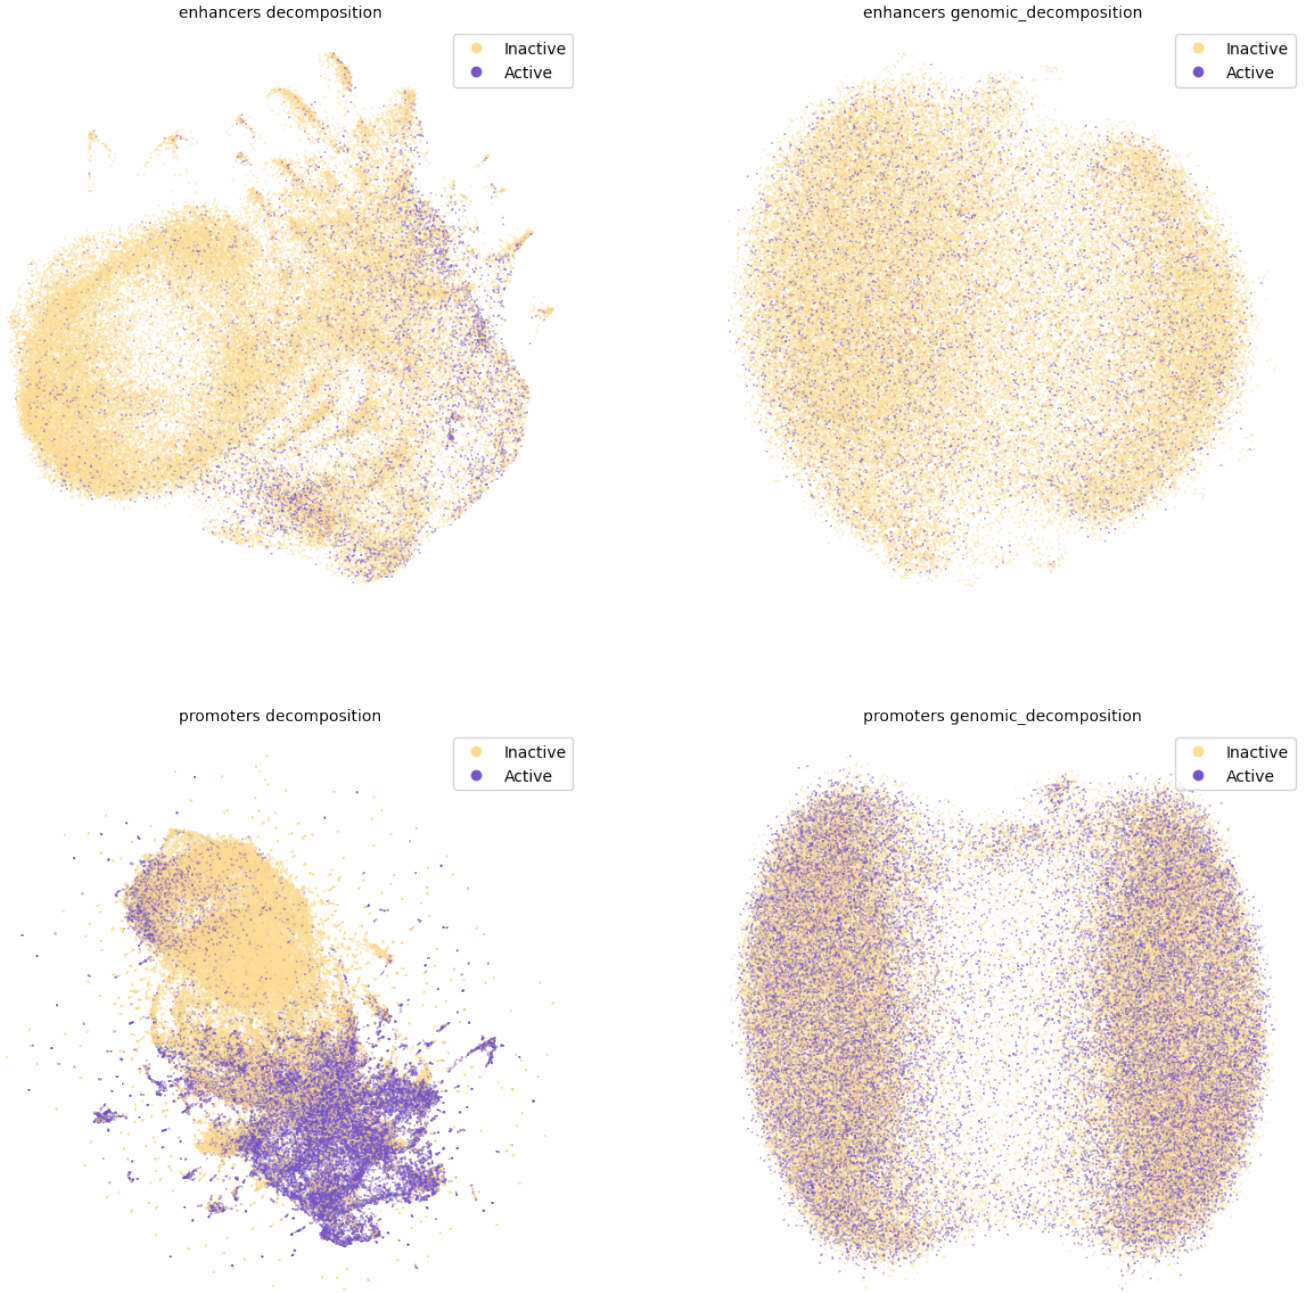 enhancers decomposition
Inactive
Active
enhancers genomic_decomposition
Inactive
Active
promoters decomposition
Inactive
Active
promoters genomic_decomposition
Inactive
Active